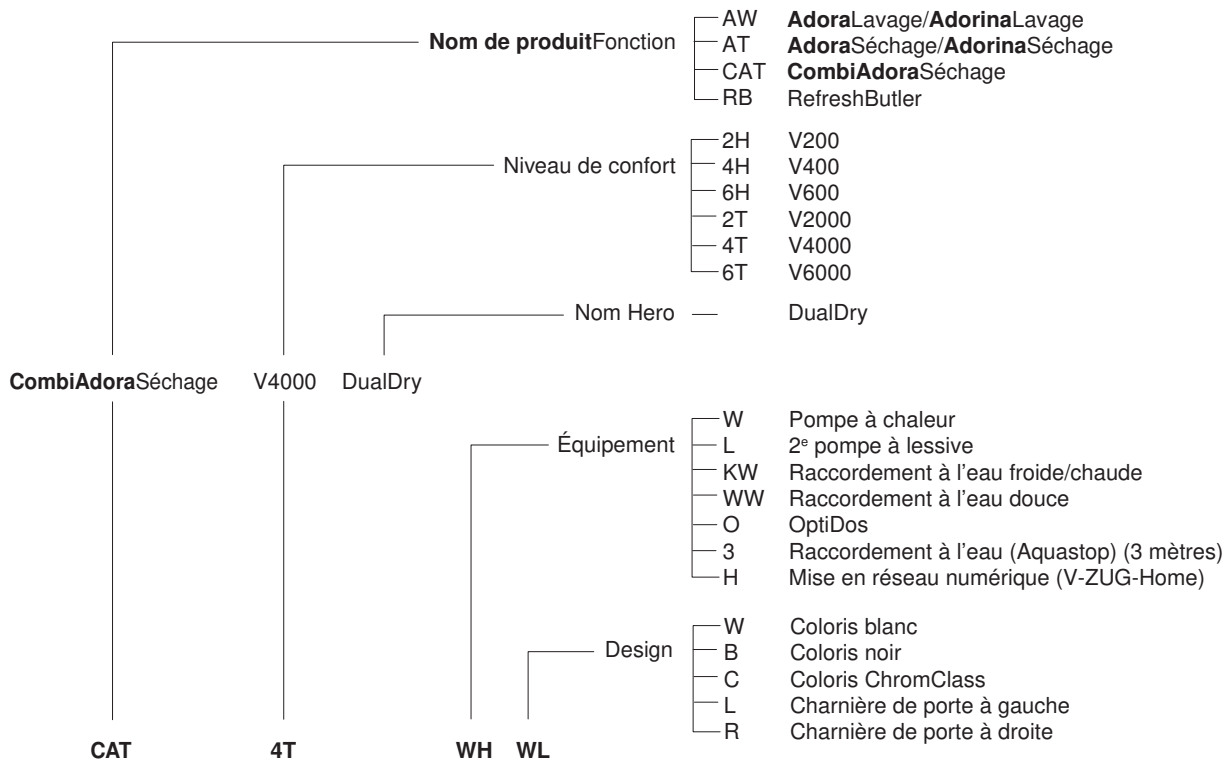 AW AdoraLavage/AdorinaLavage
Nom de produitFonction AT AdoraSéchage/AdorinaSéchage
CAT CombiAdoraSéchage
RB RefreshButler
2H V200
Niveau de confort 4H V400
6H V600
2T V2000
4T V4000
6T V6000
Nom Hero — DualDry
CombiAdoraSéchage V4000 DualDry
W Pompe à chaleur
Équipement L 2e pompe à lessive
KW Raccordement à l'eau froide/chaude
WW Raccordement à l'eau douce
O OptiDos
3 Raccordement à l'eau (Aquastop) (3 mètres)
H Mise en réseau numérique (V-ZUG-Home)
W Coloris blanc
Design B Coloris noir
C Coloris ChromClass
L Charnière de porte à gauche
R Charnière de porte à droite
CAT 4T WH WL